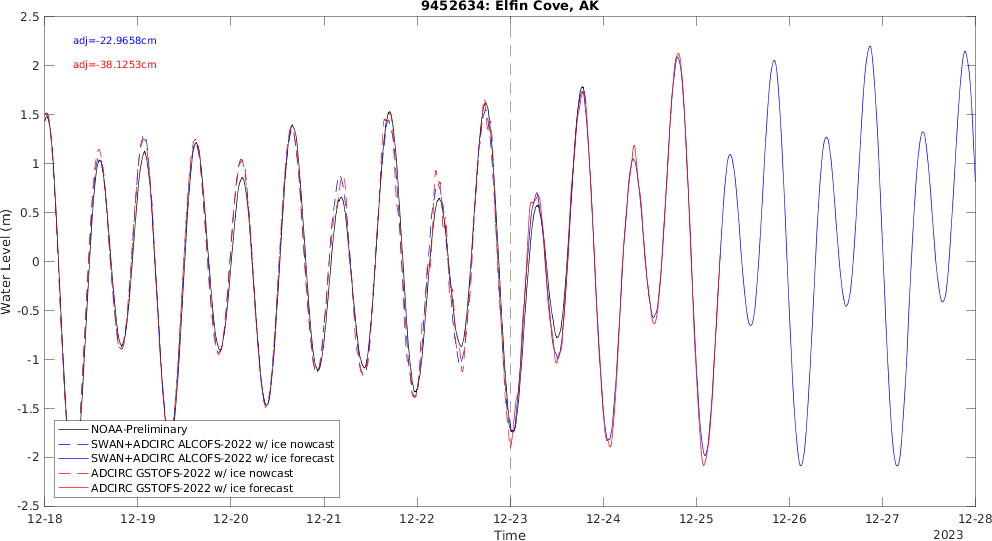 9452634: Elfin Cove, AK
adj=-22.9658cm
adj=-38.1253cm
2.5
2
1.5
1
0.5
0
-0.5
-1
-1.5
-2
-2.5
Water Level (m)
NOAA-Preliminary
SWAN+ADCIRC ALCOFS-2022 w/ ice nowcast
SWAN+ADCIRC ALCOFS-2022 w/ ice forecast
ADCIRC GSTOFS-2022 w/ ice nowcast
ADCIRC GSTOFS-2022 w/ ice forecast
12-18 12-19 12-20 12-21 12-22 12-23 12-24 12-25 12-26 12-27 12-28
Time
2023